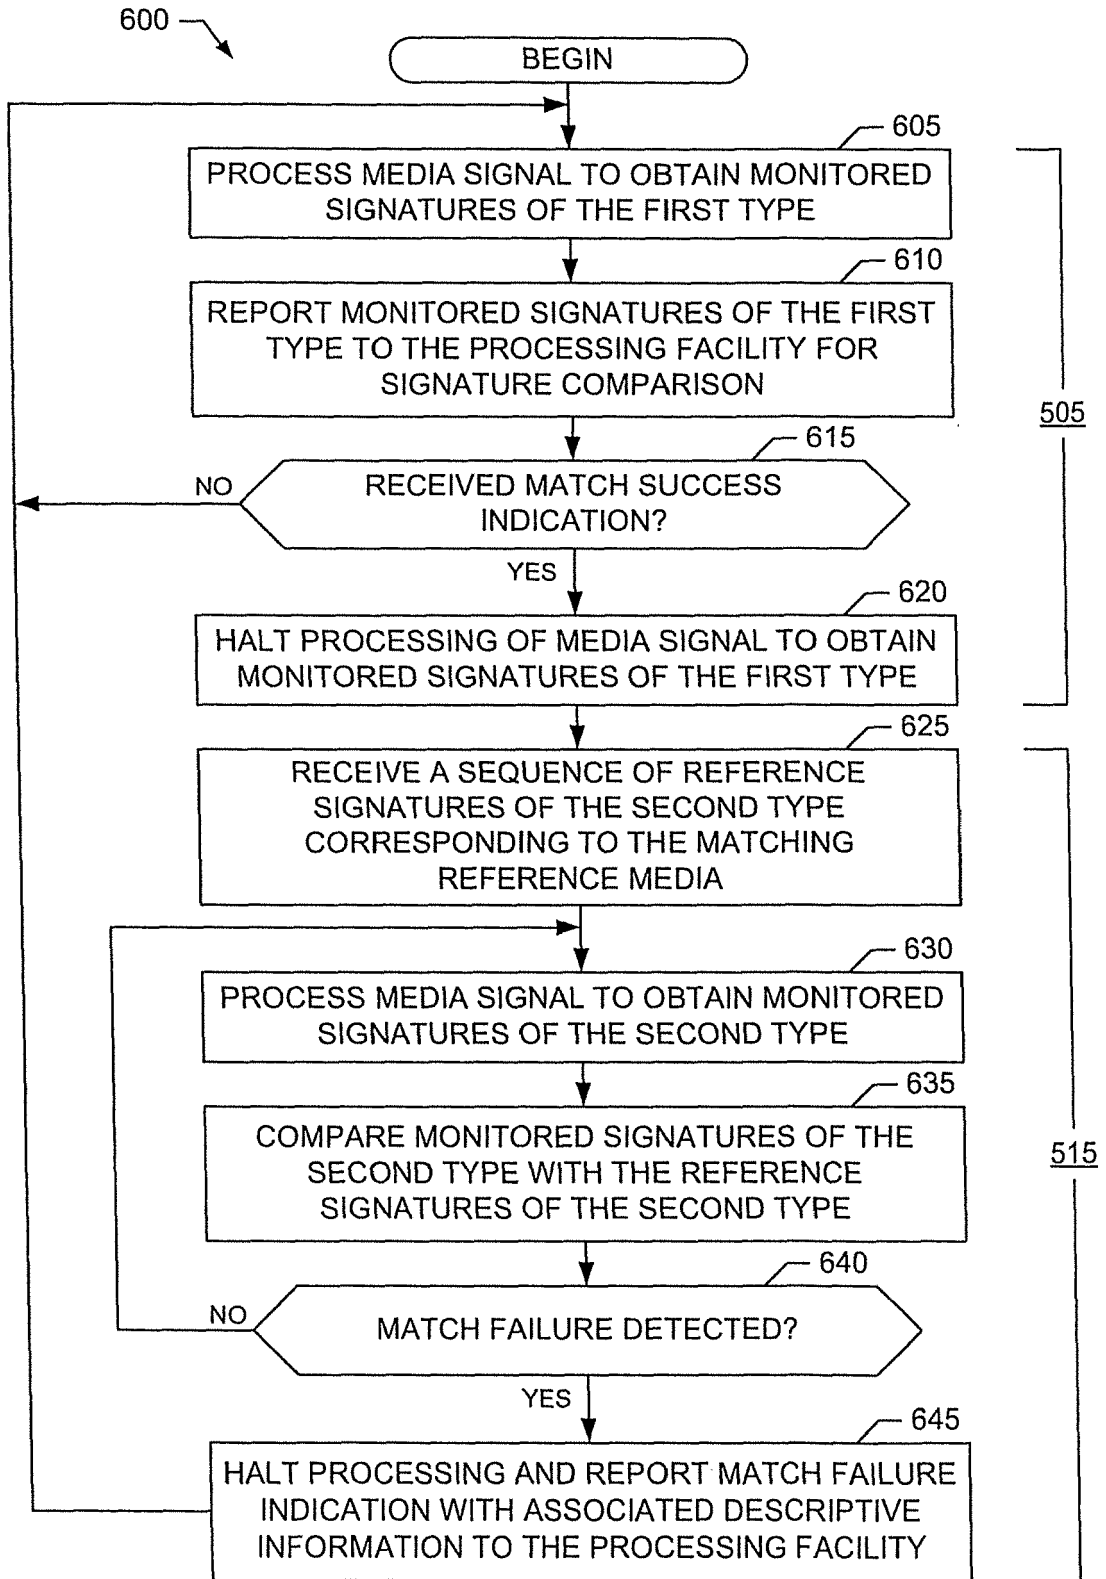 600
BEGIN
605
PROCESS MEDIA SIGNAL TO OBTAIN MONITORED
SIGNATURES OF THE FIRST TYPE
610
REPORT MONITORED SIGNATURES OF THE FIRST
TYPE TO THE PROCESSING FACILITY FOR
SIGNATURE COMPARISON
505
615
NO
RECEIVED MATCH SUCCESS
INDICATION?
YES
620
HALT PROCESSING OF MEDIA SIGNAL TO OBTAIN
MONITORED SIGNATURES OF THE FIRST TYPE
625
RECEIVE A SEQUENCE OF REFERENCE
SIGNATURES OF THE SECOND TYPE
CORRESPONDING TO THE MATCHING
REFERENCE MEDIA
630
PROCESS MEDIA SIGNAL TO OBTAIN MONITORED
SIGNATURES OF THE SECOND TYPE
635
COMPARE MONITORED SIGNATURES OF THE
SECOND TYPE WITH THE REFERENCE
SIGNATURES OF THE SECOND TYPE
515
640
NO
MATCH FAILURE DETECTED?
YES
645
HALT PROCESSING AND REPORT MATCH FAILURE
INDICATION WITH ASSOCIATED DESCRIPTIVE
INFORMATION TO THE PROCESSING FACILITY